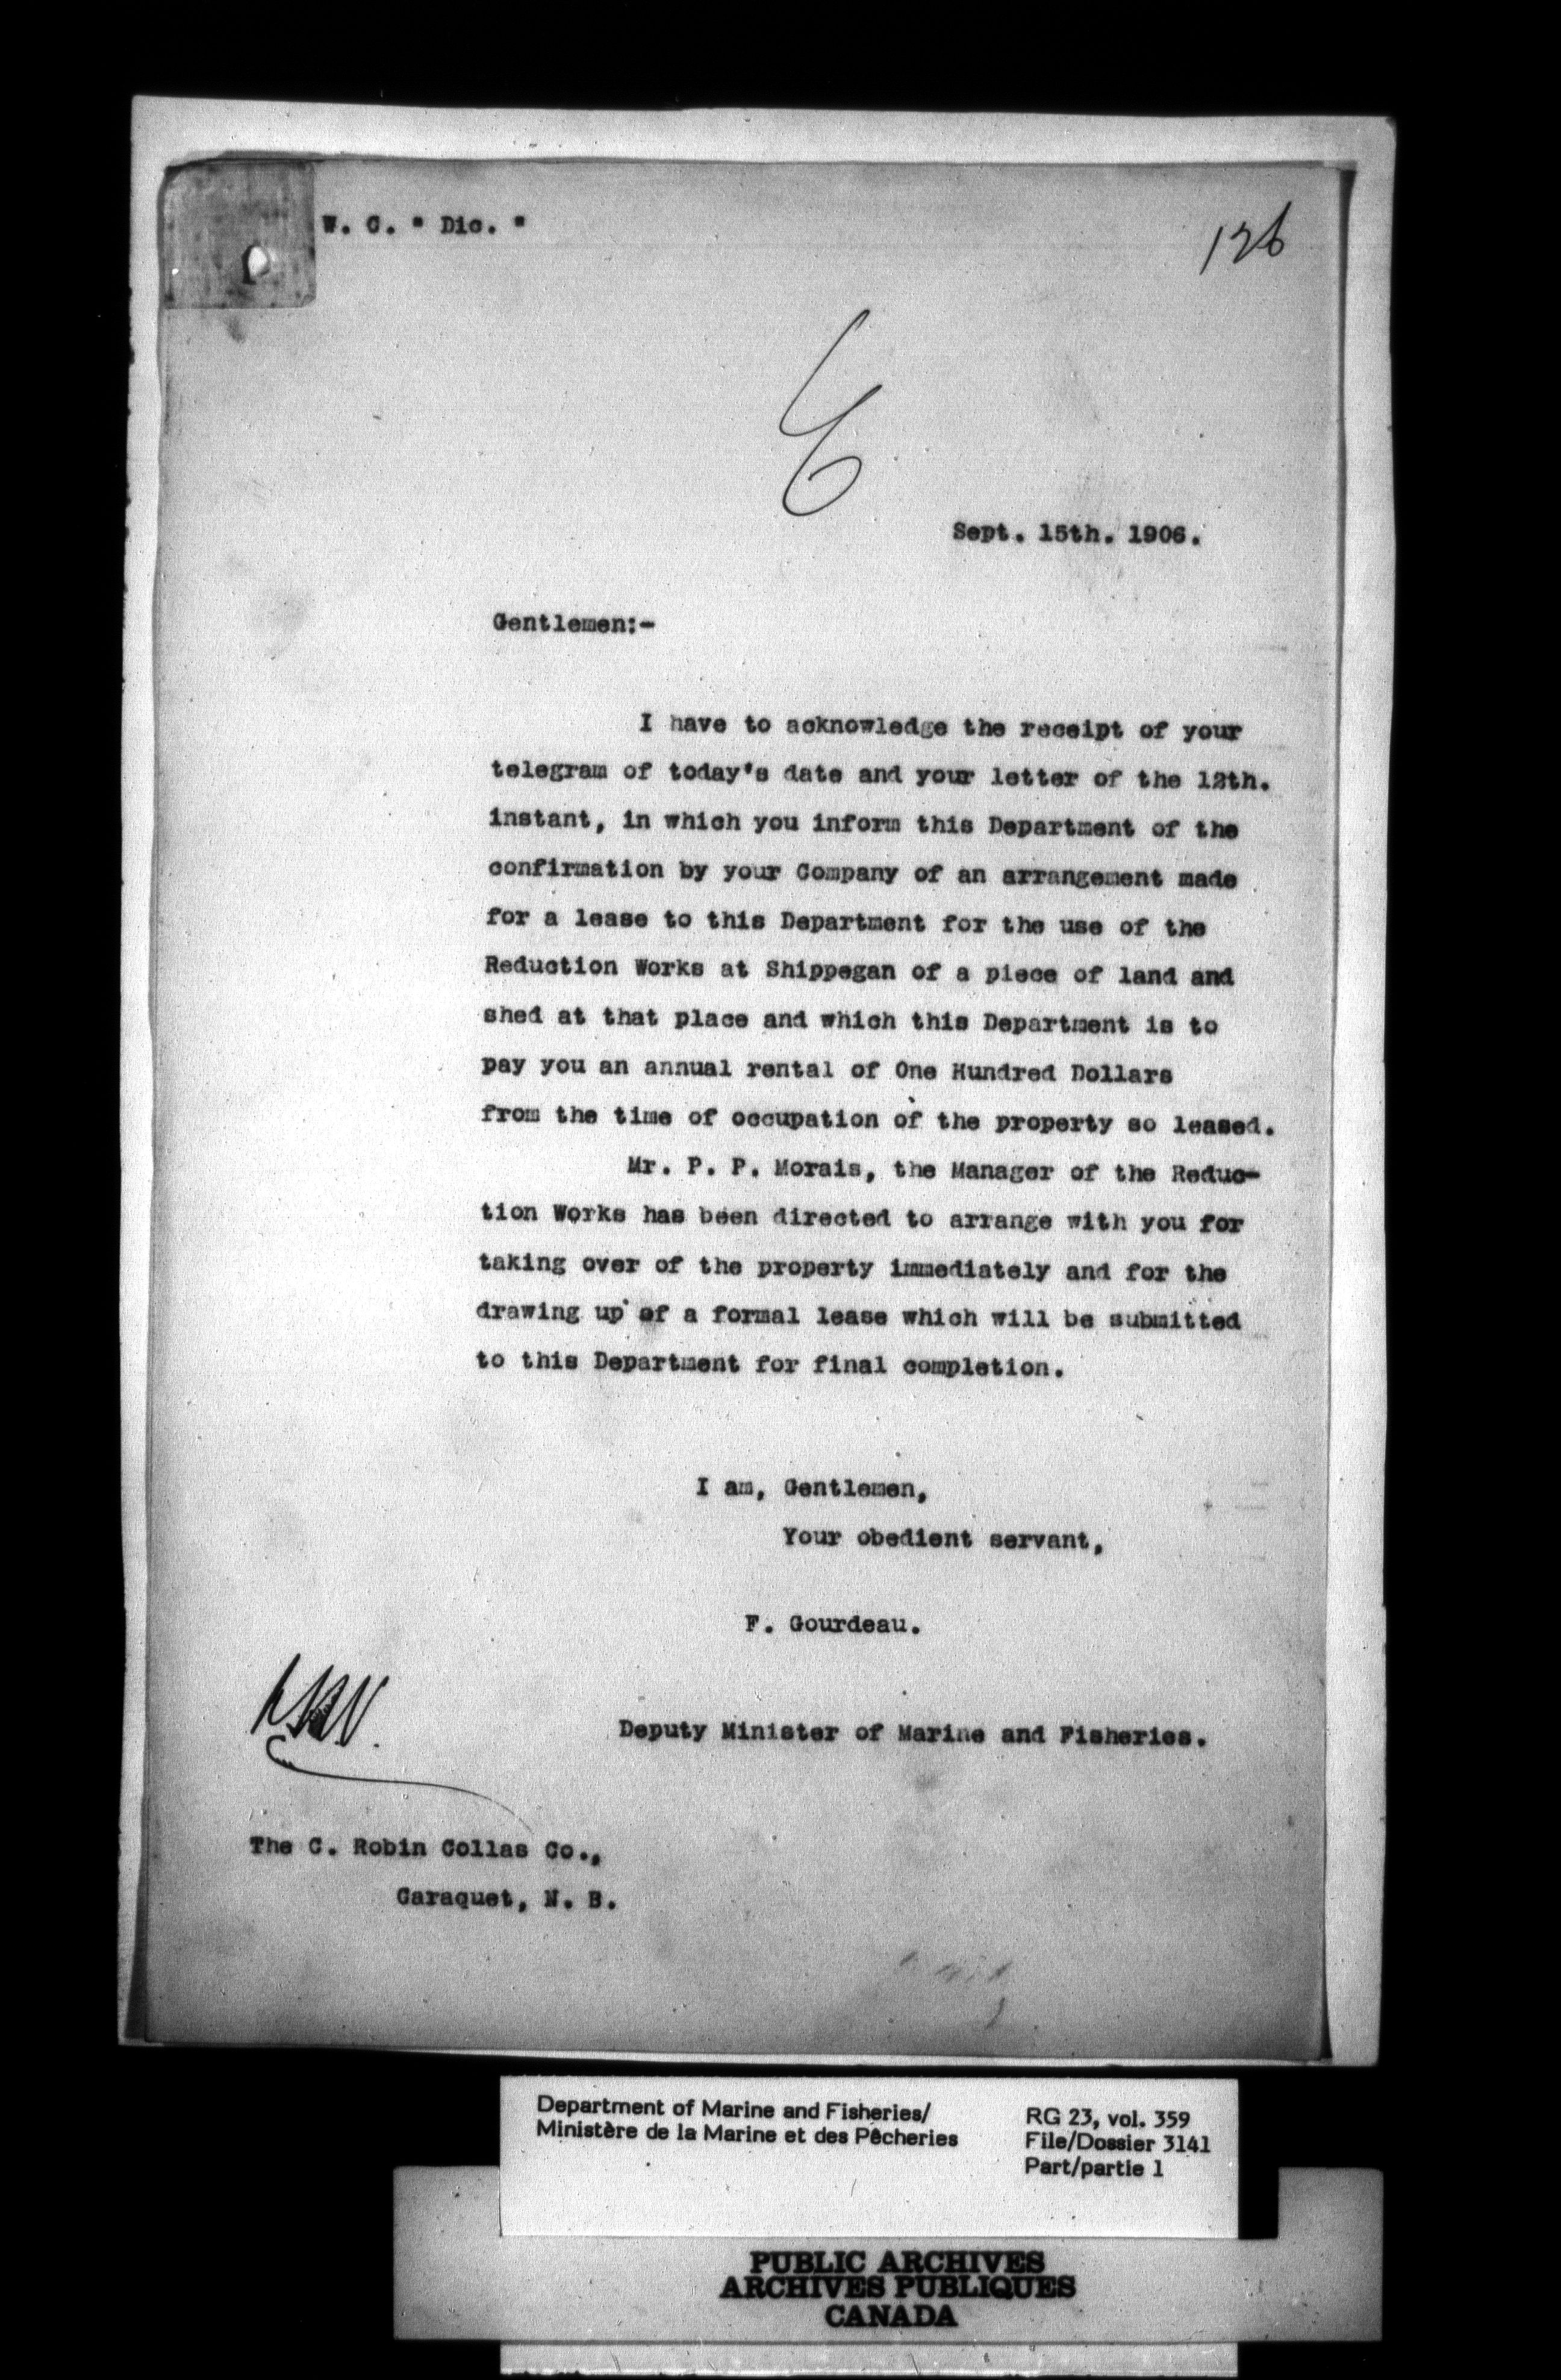 W. C. " Dic. "
126
E
Sept. 15th. 1906.
Gentlemen:-
I have to acknowledge the receipt of your
telegram of today's date and your letter of the 12th.
instant, in which you inform this Department of the
confirmation by your Company of an arrangement made
for a lease to this Department for the use of the
Reduction Works at Shippegan of a piece of land and
shed at that place and which this Department is to
pay you an annual rental of One Hundred Dollars
from the time of occupation of the property so leased.
Mr. P. P. Morais, the Manager of the Reduc-
tion Works has been directed to arrange with you for
taking over of the property immediately and for the
drawing up of a formal lease which will be submitted
to this Department for final completion.
I am, Gentlemen,
Your obedient servant,
F. Gourdeau.
Deputy Minister of Marine and Fisheries.
The C. Robin Collas Co.,
Caraquet, N. B.
Department of Marine and Fisheries/
Ministère de la Marine et des Pêcheries
RG 23, vol. 359
File/Dossier 3141
Part/partie 1
PUBLIC ARCHIVES
ARCHIVES PUBLIQUES
CANADA